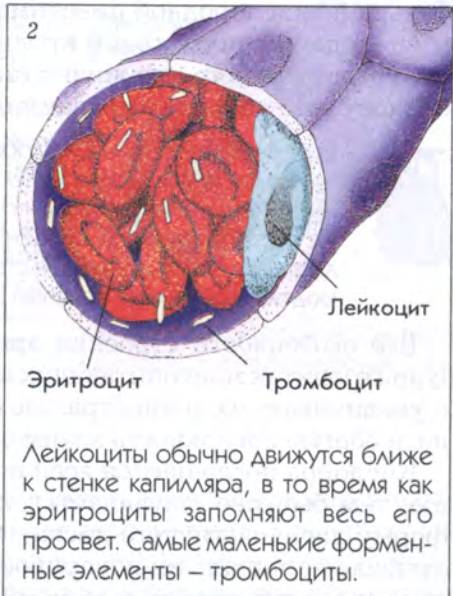 2
Лейкоцит
Эритроцит Тромбоцит
Лейкоциты обычно движутся ближе
к стенке капилляра, в то время как
эритроциты заполняют весь его
просвет. Самые маленькие формен-
ные элементы – тромбоциты.